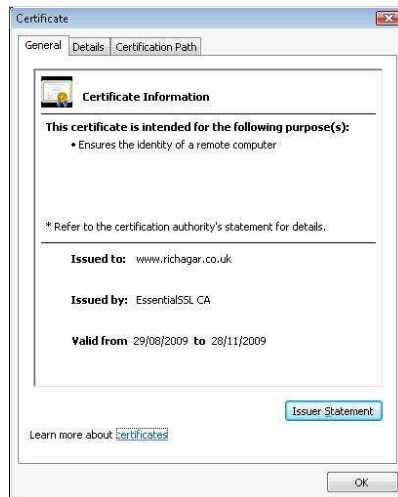 Certificate
General Details Certification Path
Certificate Information
This certificate is intended for the following purpose(s):
• Ensures the identity of a remote computer
* Refer to the certification authority's statement for details.
Issued to: www.richagar.co.uk
Issued by: EssentialSSL CA
Valid from 29/08/2009 to 28/11/2009
Issuer Statement
Learn more about certificates
OK